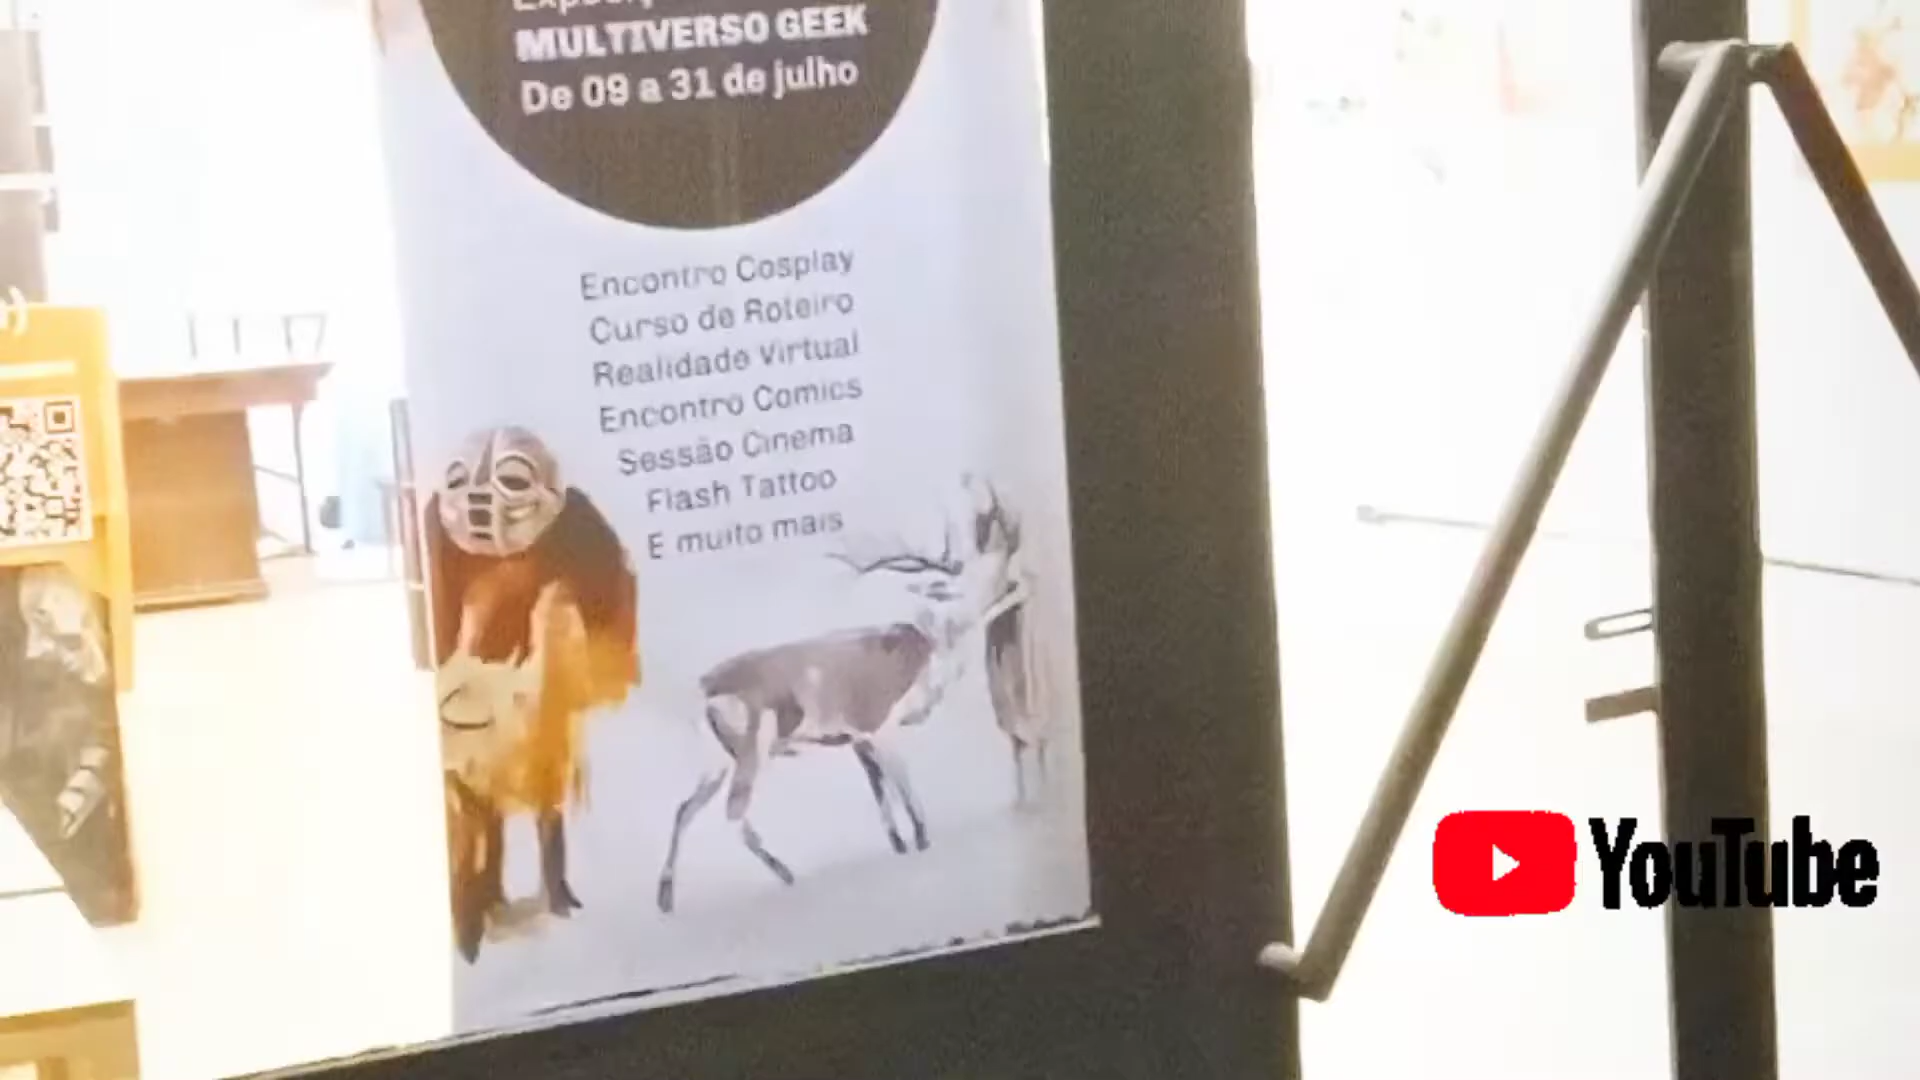 MULTIVERSO GEEK
De 09 a 31 de julho
Encontro Cosplay
Curso de Roteiro
Realidade Virtual
Encontro Comics
Sessão Cinema
Flash Tattoo
E muito mais
YouTube